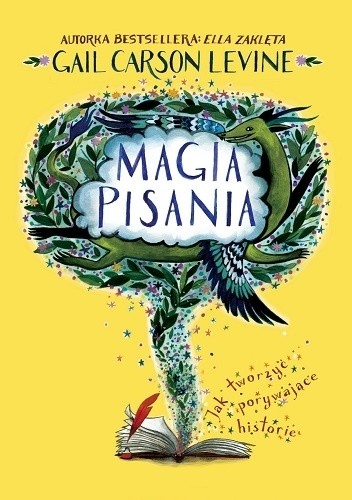 AUTORKA BESTSELLERA: ELLA ZAKLĘTA
GAIL CARSON LEVINE
MAGIA
PISANIA
jak tworzyć
porywające
historie